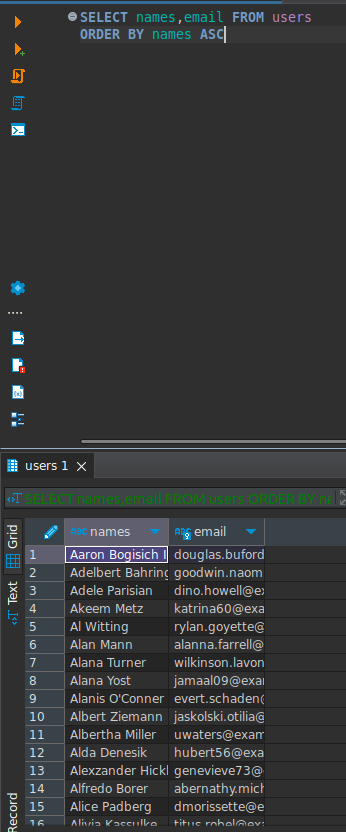 SELECT names,email FROM users
ORDER BY names ASC
users 1
SELECT names,email FROM users ORDER BY na
Grid
Text
Record
ABC names ABC email
1 Aaron Bogisich I douglas.buford
2 Adelbert Bahring goodwin.naom
3 Adele Parisian dino.howell@ex
4 Akeem Metz katrina60@exa
5 Al Witting rylan.goyette@
6 Alan Mann alanna.farrell@
7 Alana Turner wilkinson.lavon
8 Alana Yost jamaal09@exa
9 Alanis O'Conner evert.schaden@
10 Albert Ziemann jaskolski.otilia@
11 Albertha Miller uwaters@exam
12 Alda Denesik hubert56@exa
13 Alexzander Hickl genevieve73@
14 Alfredo Borer abernathy.mich
15 Alice Padberg dmorissette@e
16 Alivia Kassulke titus.robel@exa